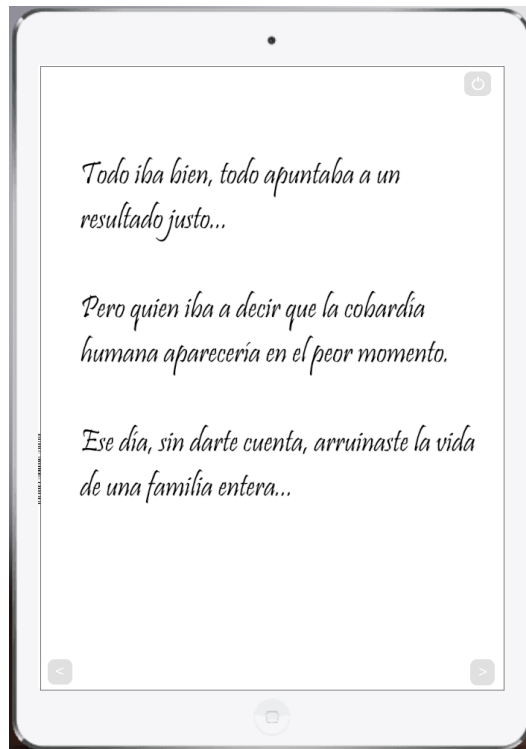 Todo iba bien, todo apuntaba a un
resultado justo...
Pero quien iba a decir que la cobardía
humana aparecería en el peor momento.
Ese día, sin darte cuenta, arruinaste la vida
de una familia entera...
<
>